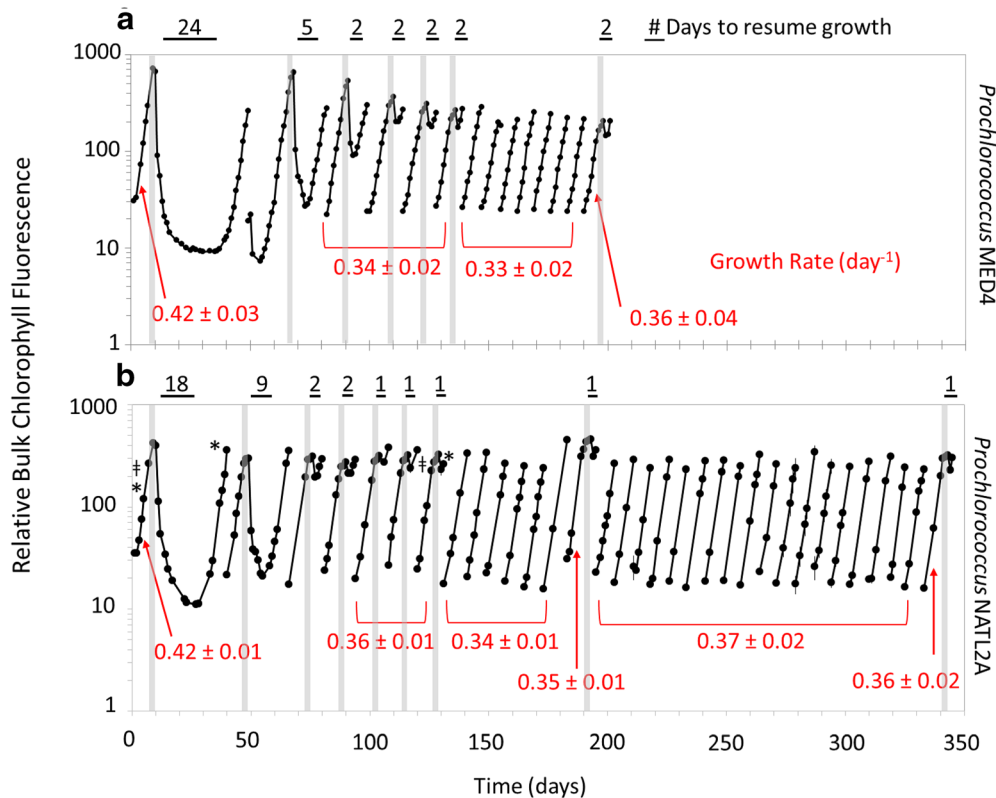 a
24 5 2 2 2 2 2 # Days to resume growth
1000
100
10
1
Relative Bulk Chlorophyll Fluorescence
0.42 ± 0.03
0.34 ± 0.02
0.33 ± 0.02
0.36 ± 0.04
Growth Rate (day-1)
Prochlorococcus MED4
b
18 9 2 2 1 1 1 1 1
1000
100
10
1
‡
*
*
‡
*
0.42 ± 0.01
0.36 ± 0.01
0.34 ± 0.01
0.35 ± 0.01
0.37 ± 0.02
0.36 ± 0.02
Prochlorococcus NATL2A
0 50 100 150 200 250 300 350
Time (days)